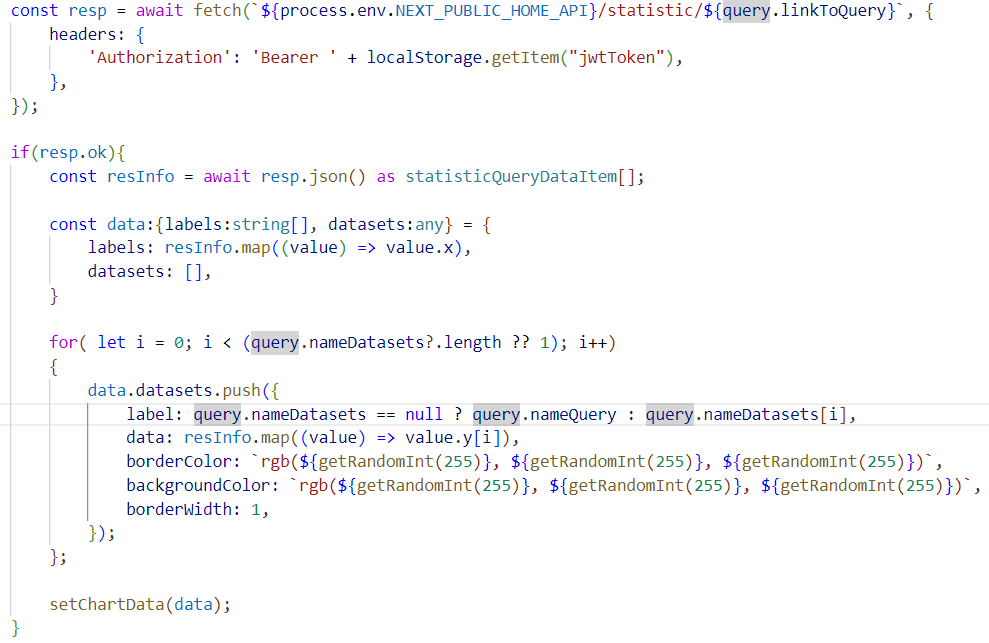 const resp = await fetch(`${process.env.NEXT_PUBLIC_HOME_API}/statistic/${query.linkToQuery}`, {
    headers: {
        'Authorization': 'Bearer ' + localStorage.getItem("jwtToken"),
    },
});

if(resp.ok){
    const resInfo = await resp.json() as statisticQueryDataItem[];

    const data:{labels:string[], datasets:any} = {
        labels: resInfo.map((value) => value.x),
        datasets: [],
    }

    for( let i = 0; i < (query.nameDatasets?.length ?? 1); i++)
    {
        data.datasets.push({
            label: query.nameDatasets == null ? query.nameQuery : query.nameDatasets[i],
            data: resInfo.map((value) => value.y[i]),
            borderColor: `rgb(${getRandomInt(255)}, ${getRandomInt(255)}, ${getRandomInt(255)})`,
            backgroundColor: `rgb(${getRandomInt(255)}, ${getRandomInt(255)}, ${getRandomInt(255)})`,
            borderWidth: 1,
        });
    };

    setChartData(data);
}